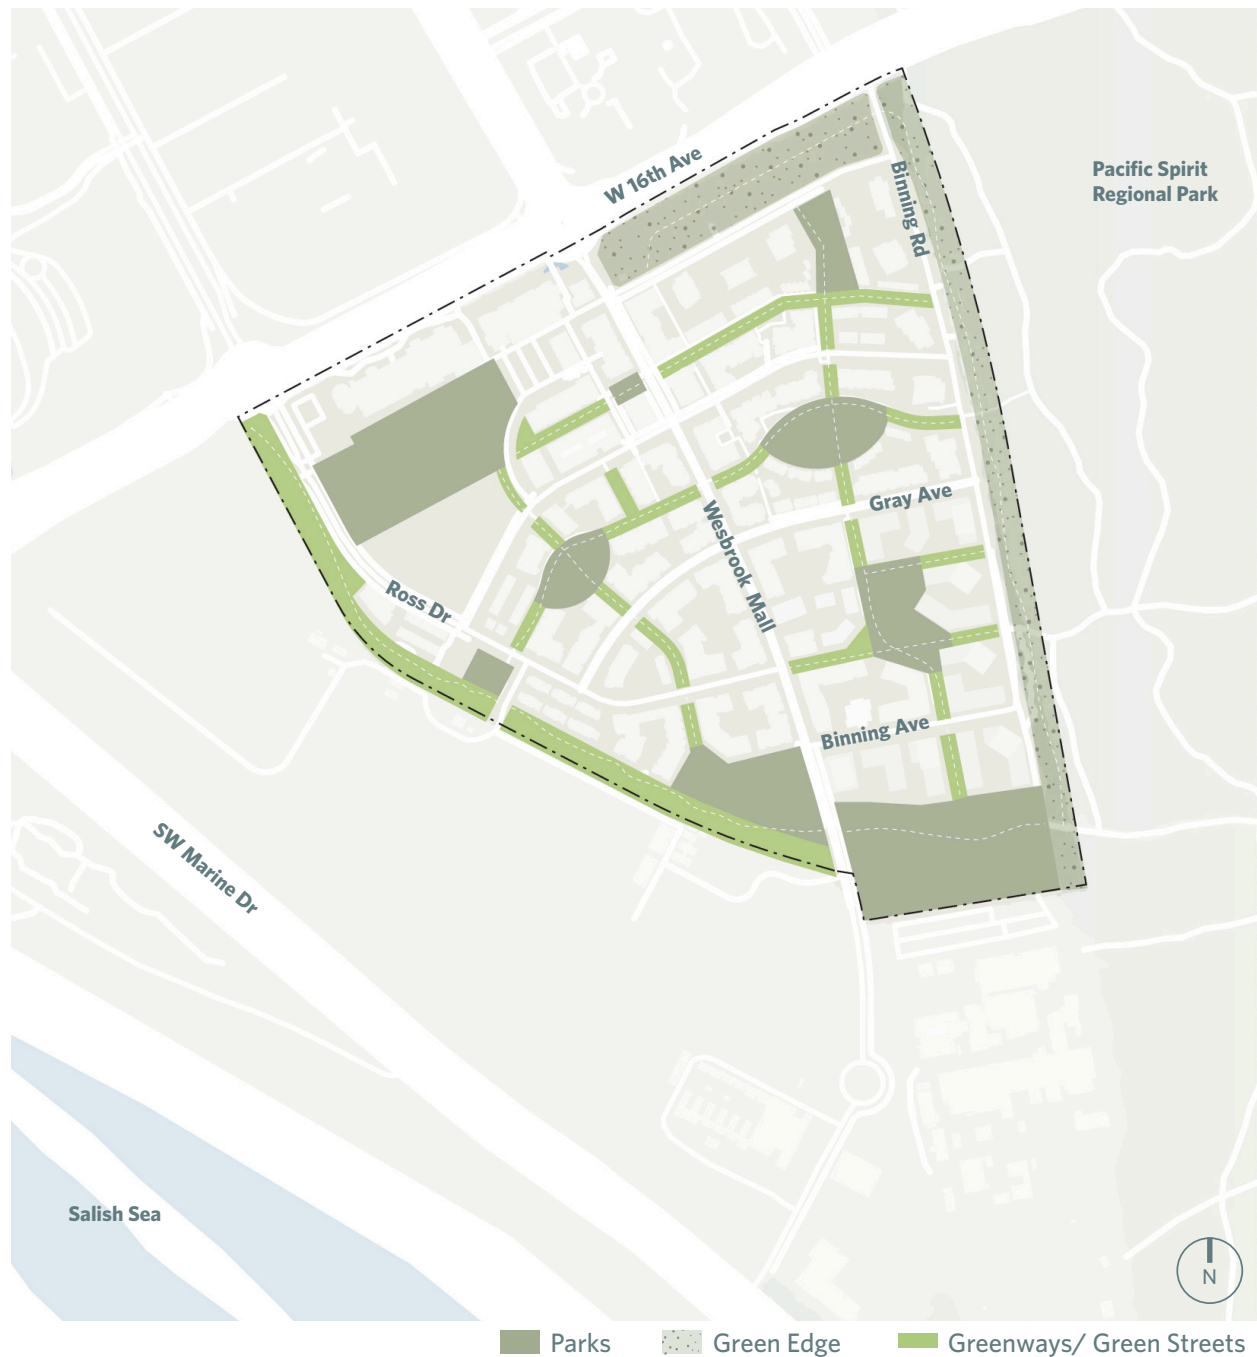 W 16th Ave
Pacific Spirit
Regional Park
Binning Rd
Gray Ave
Wesbrook Mall
Ross Dr
Binning Ave
SW Marine Dr
Salish Sea
N
Parks
Green Edge
Greenways/ Green Streets